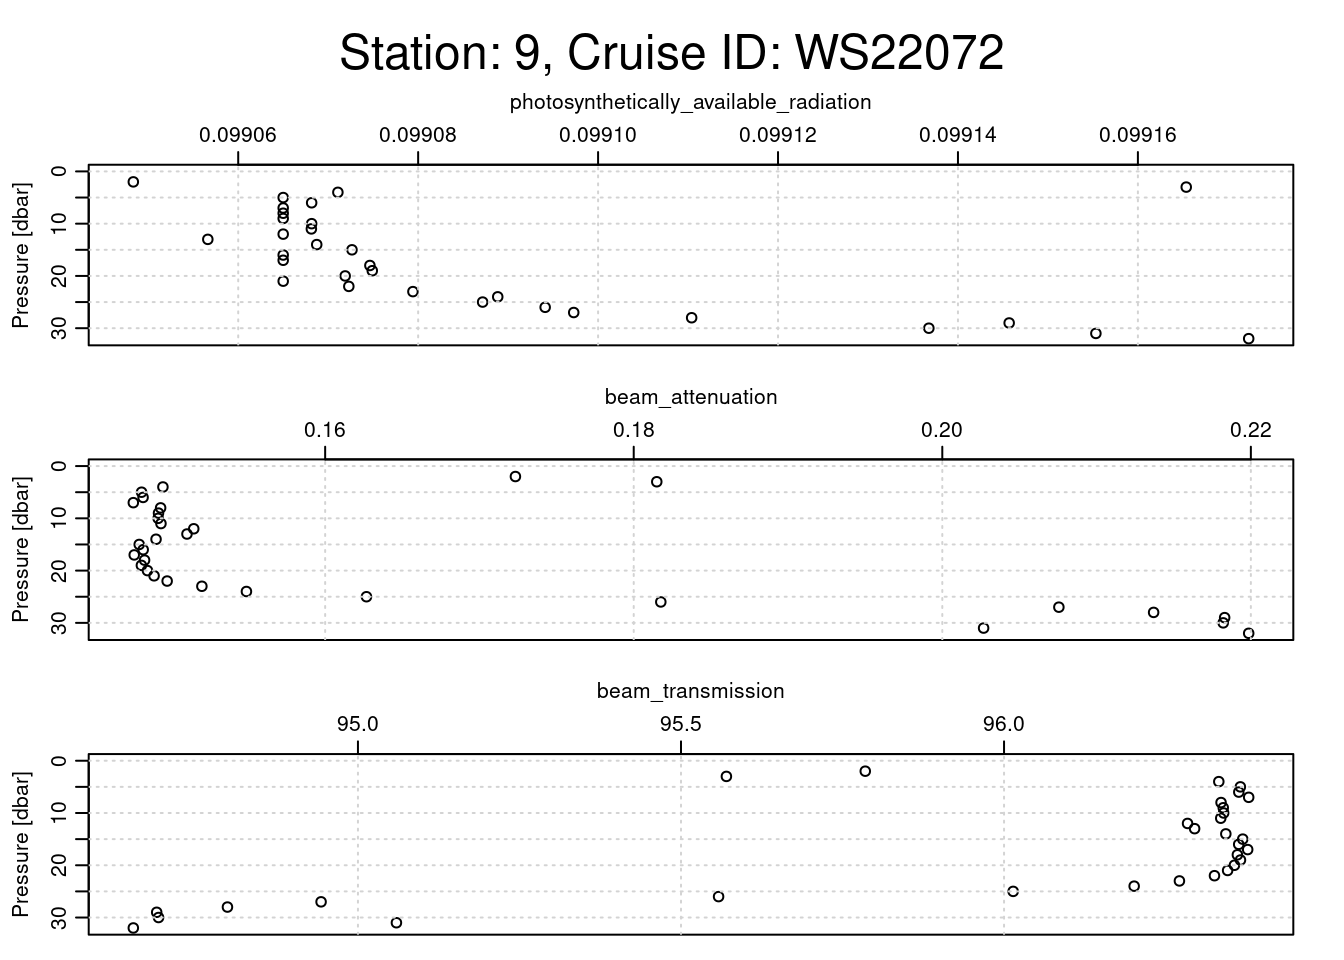 Station: 9, Cruise ID: WS22072
photosynthetically_available_radiation
0.09906 0.09908 0.09910 0.09912 0.09914 0.09916
Pressure [dbar]
0
10
20
30
beam_attenuation
0.16 0.18 0.20 0.22
Pressure [dbar]
0
10
20
30
beam_transmission
95.0 95.5 96.0
Pressure [dbar]
0
10
20
30